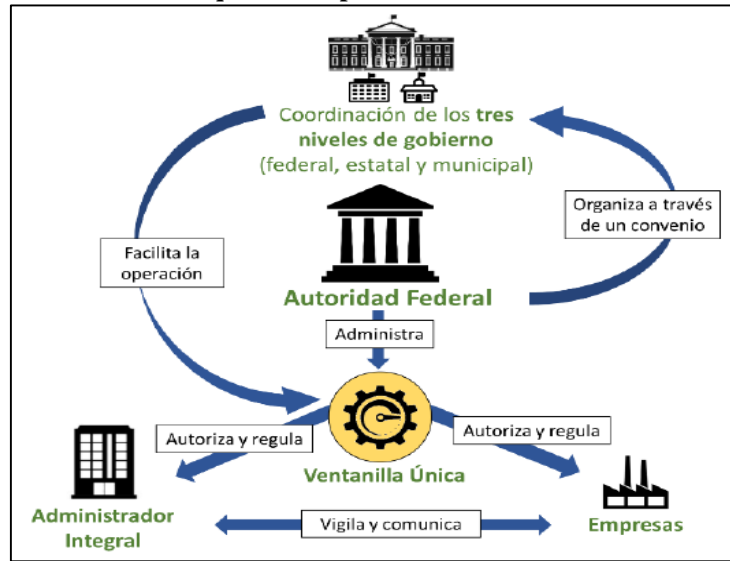 Coordinación de los tres
niveles de gobierno
(federal, estatal y municipal)
Organiza a través
de un convenio
Facilita la
operación
Autoridad Federal
Administra
Autoriza y regula
Autoriza y regula
Ventanilla Única
Administrador
Integral
Vigila y comunica
Empresas